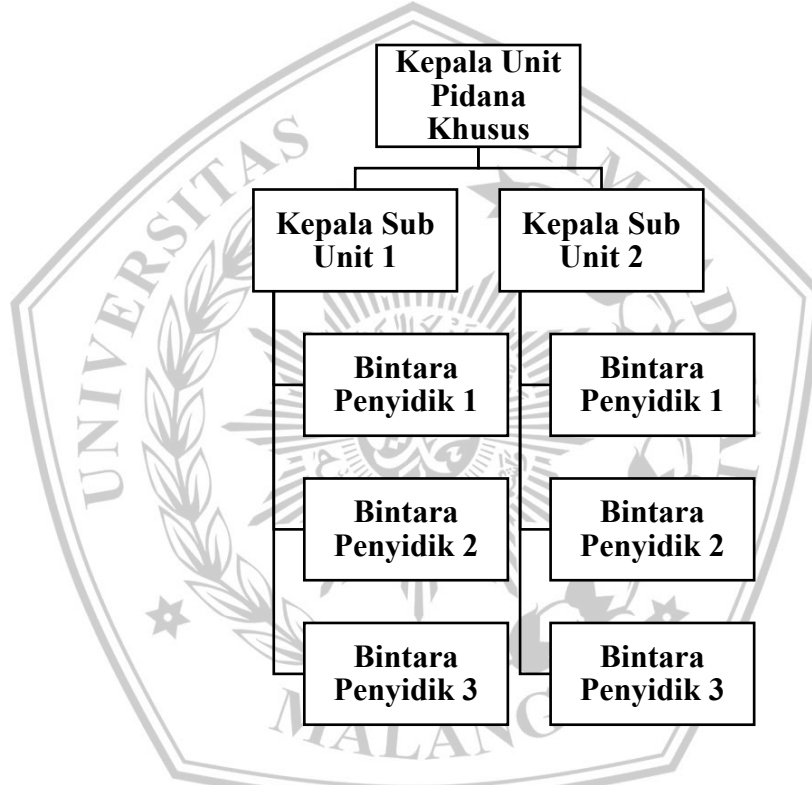 Kepala Unit
Pidana
Khusus
Kepala Sub
Unit 1
Kepala Sub
Unit 2
Bintara
Penyidik 1
Bintara
Penyidik 1
Bintara
Penyidik 2
Bintara
Penyidik 2
Bintara
Penyidik 3
Bintara
Penyidik 3
UNIVERSITAS
MALANG